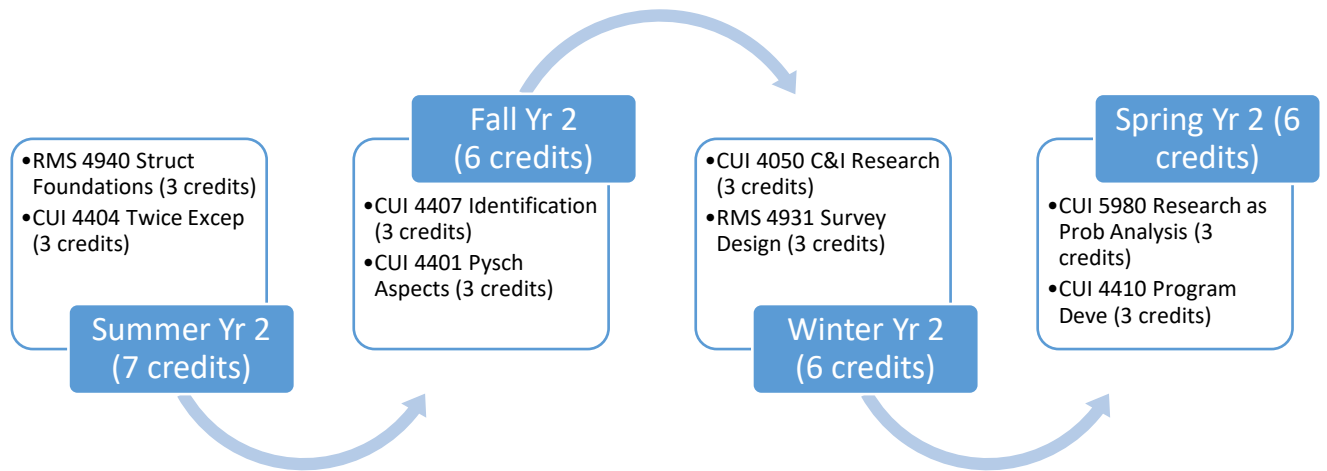 •RMS 4940 Struct
Foundations (3 credits)
•CUI 4404 Twice Excep
(3 credits)
Summer Yr 2
(7 credits)
Fall Yr 2
(6 credits)
•CUI 4407 Identification
(3 credits)
•CUI 4401 Pysch
Aspects (3 credits)
•CUI 4050 C&I Research
(3 credits)
•RMS 4931 Survey
Design (3 credits)
Winter Yr 2
(6 credits)
Spring Yr 2 (6
credits)
•CUI 5980 Research as
Prob Analysis (3
credits)
•CUI 4410 Program
Deve (3 credits)